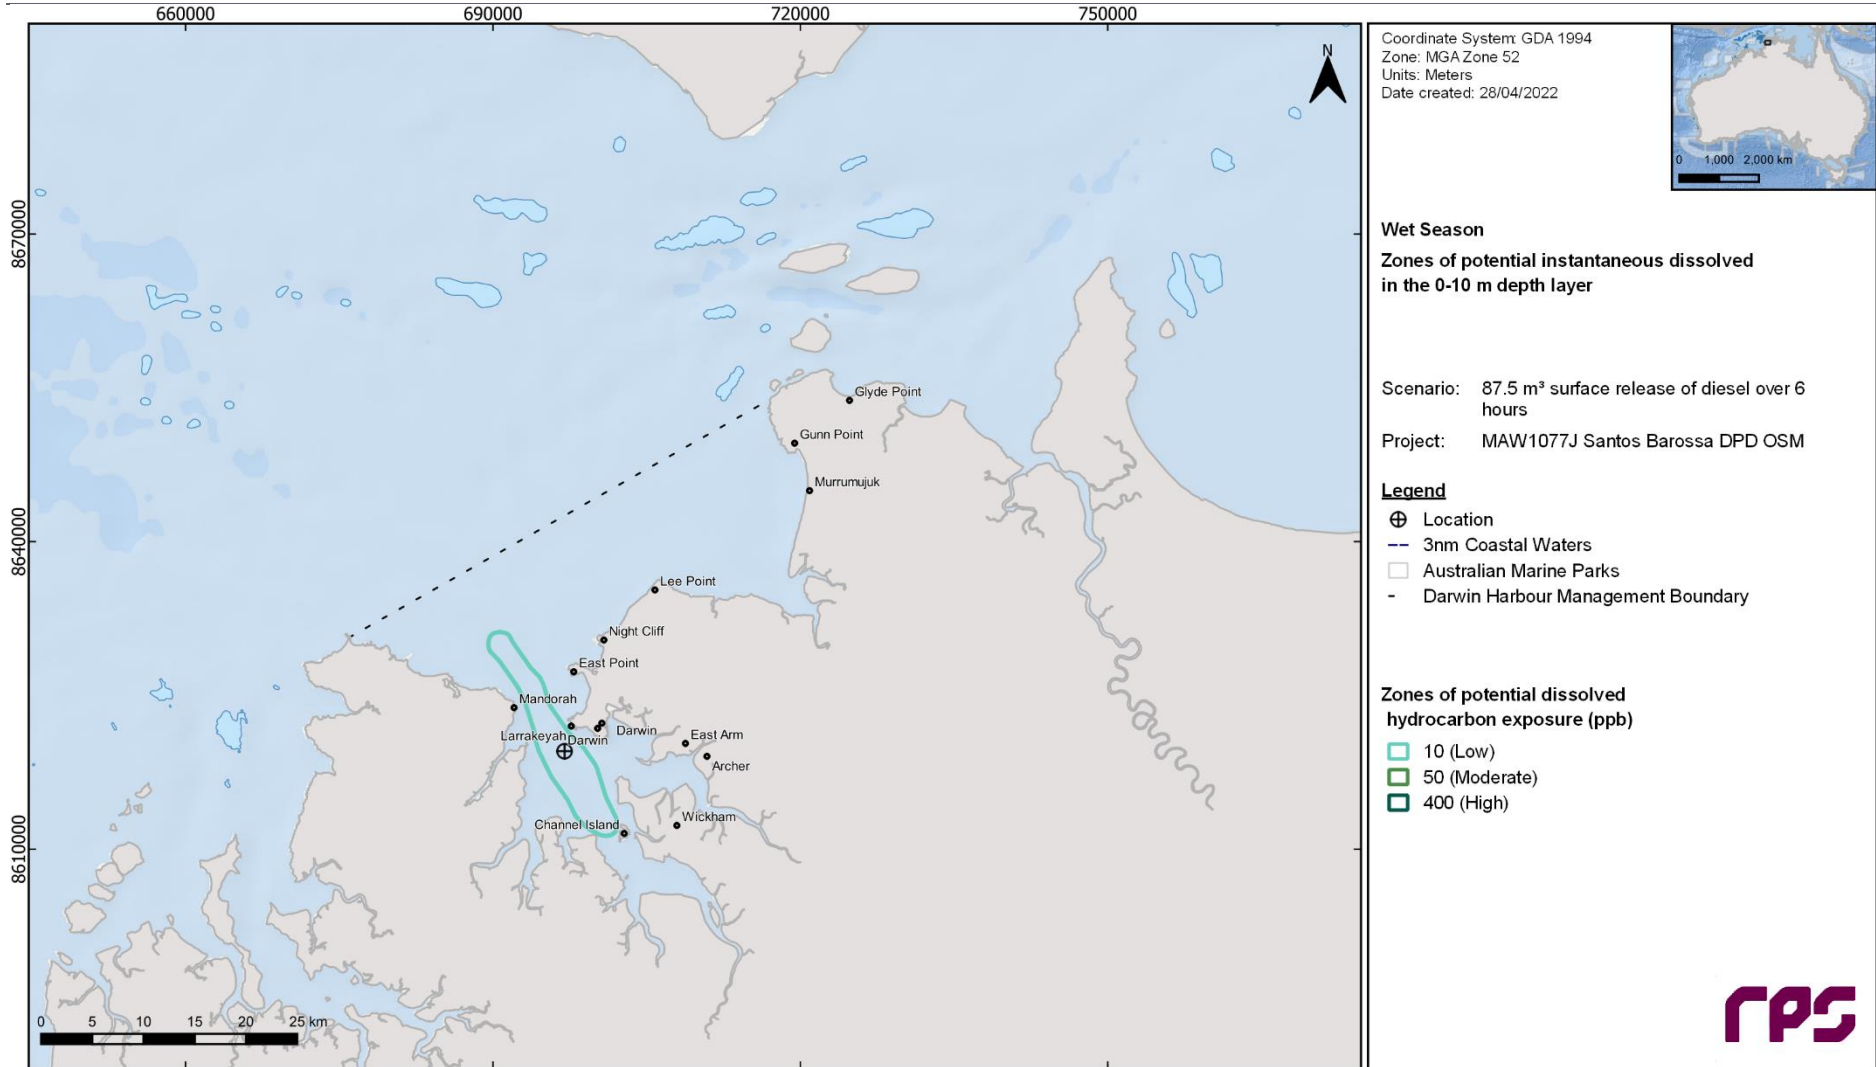 660000
690000
720000
750000
8670000
8640000
8610000
N
Glyde Point
Gunn Point
Murrumujuk
Lee Point
Night Cliff
East Point
Mandorah
Larrakeyah
Darwin
Darwin
East Arm
Archer
Channel Island
Wickham
0 5 10 15 20 25 km
Coordinate System: GDA 1994
Zone: MGA Zone 52
Units: Meters
Date created: 28/04/2022
0 1,000 2,000 km
Wet Season
Zones of potential instantaneous dissolved
in the 0-10 m depth layer
Scenario: 87.5 m³ surface release of diesel over 6
hours
Project: MAW1077J Santos Barossa DPD OSM
Legend
Location
3nm Coastal Waters
Australian Marine Parks
Darwin Harbour Management Boundary
Zones of potential dissolved
hydrocarbon exposure (ppb)
10 (Low)
50 (Moderate)
400 (High)
rps